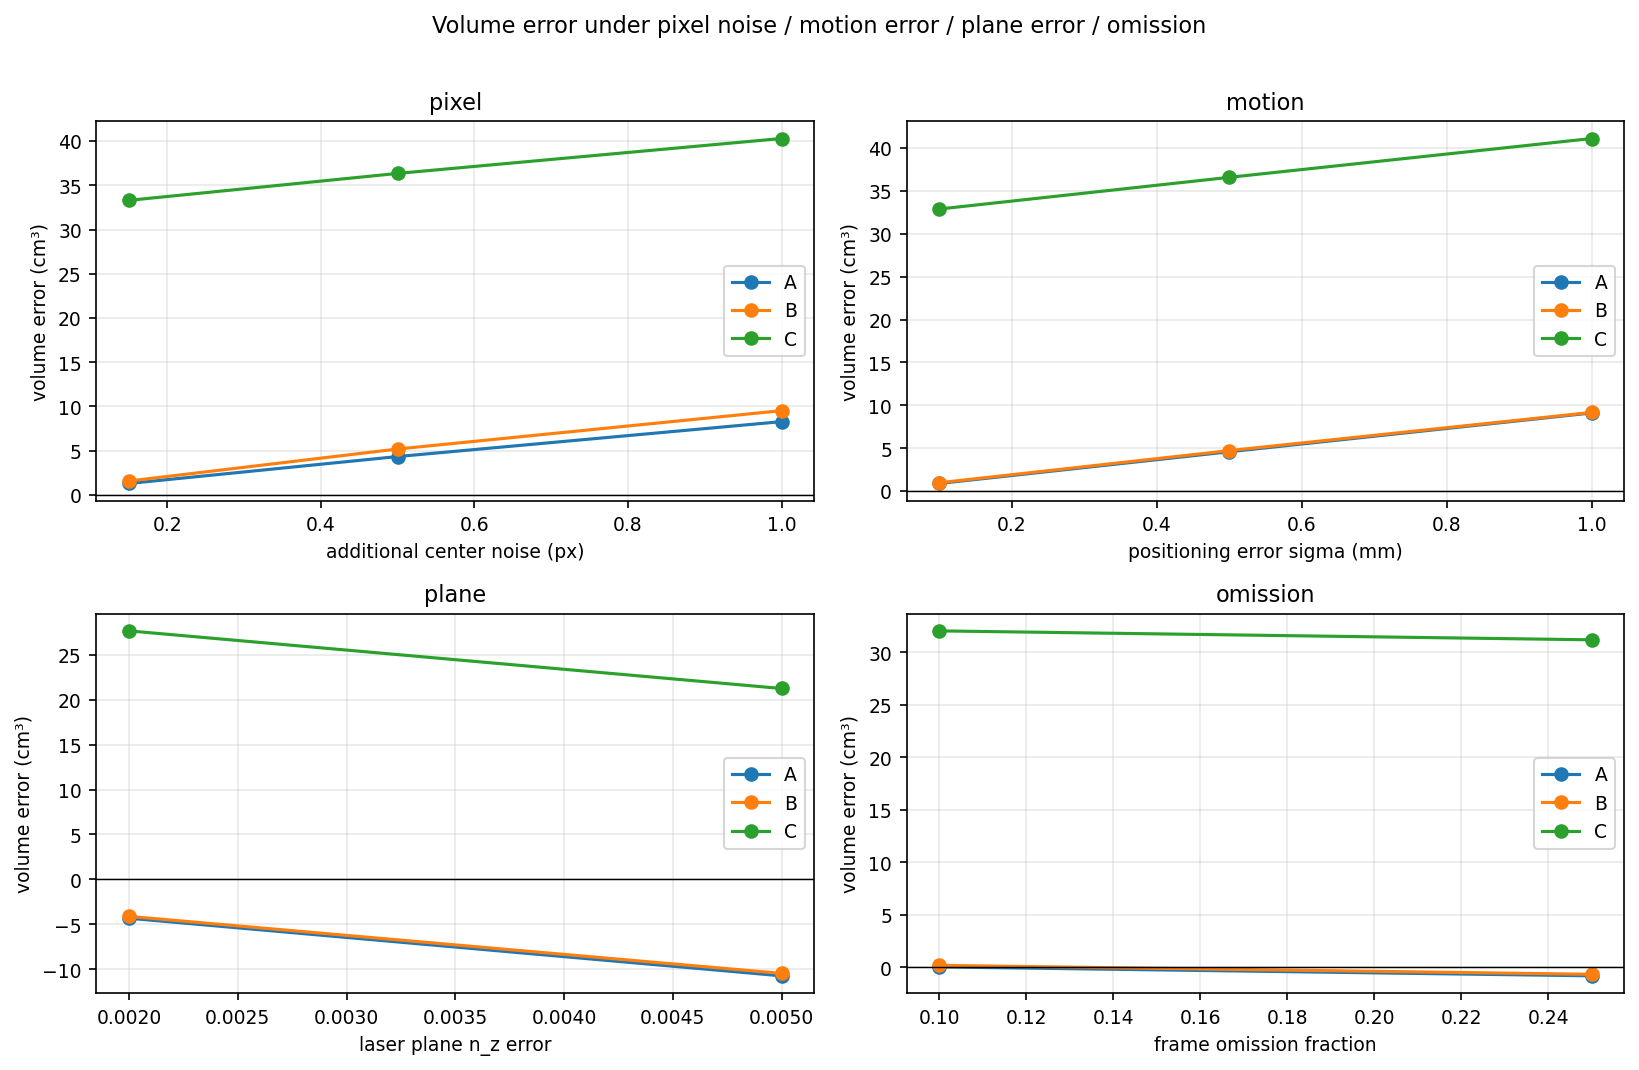 Volume error under pixel noise / motion error / plane error / omission
pixel
40
35
30
25
20
15
10
5
0
volume error (cm³)
0.2
0.4
0.6
0.8
1.0
additional center noise (px)
A
B
C
motion
40
35
30
25
20
15
10
5
0
volume error (cm³)
0.2
0.4
0.6
0.8
1.0
positioning error sigma (mm)
A
B
C
plane
25
20
15
10
5
0
−5
−10
volume error (cm³)
0.0020
0.0025
0.0030
0.0035
0.0040
0.0045
0.0050
laser plane n_z error
A
B
C
omission
30
25
20
15
10
5
0
volume error (cm³)
0.10
0.12
0.14
0.16
0.18
0.20
0.22
0.24
frame omission fraction
A
B
C